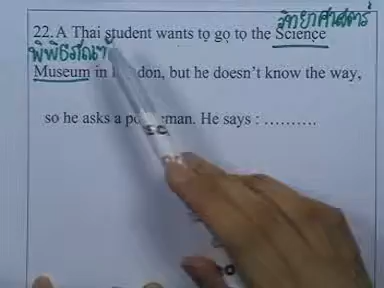 วิทยาศาสตร์
22. A Thai student wants to go to the Science
พิพิธภัณฑ์
Museum in don, but he doesn't know the way,
so he asks a man. He says : ..........